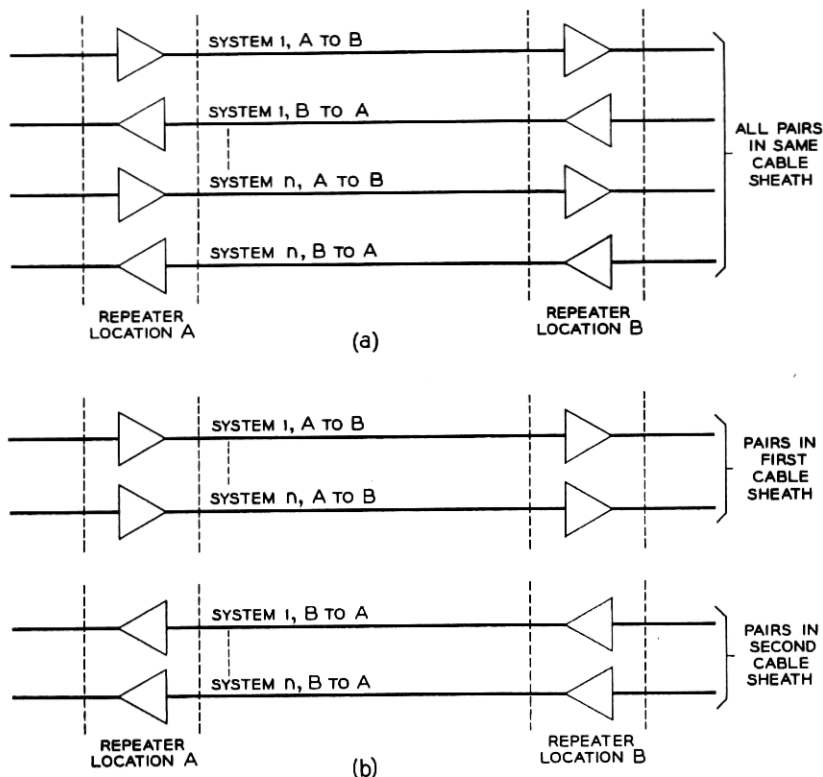 SYSTEM 1, A TO B
SYSTEM 1, B TO A
SYSTEM n, A TO B
SYSTEM n, B TO A
ALL PAIRS
IN SAME
CABLE
SHEATH
REPEATER
LOCATION A
REPEATER
LOCATION B
(a)
SYSTEM 1, A TO B
SYSTEM n, A TO B
PAIRS IN
FIRST
CABLE
SHEATH
SYSTEM 1, B TO A
SYSTEM n, B TO A
PAIRS IN
SECOND
CABLE
SHEATH
REPEATER
LOCATION A
REPEATER
LOCATION B
(b)